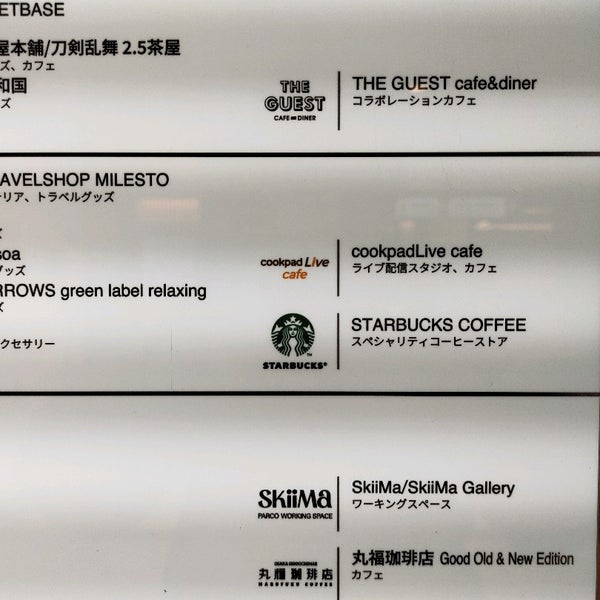 ETBASE
屋本舗/刀剣乱舞 2.5茶屋
ズ、カフェ
和国
ズ
THE GUEST CAFE DINER
THE GUEST cafe&diner
コラボレーションカフェ
AVELSHOP MILESTO
テリア、トラベルグッズ
soa
グッズ
RROWS green label relaxing
ズ
クセサリー
cookpad Live cafe
cookpadLive cafe
ライブ配信スタジオ、カフェ
STARBUCKS®
STARBUCKS COFFEE
スペシャリティコーヒーストア
SkiiMa
PARCO WORKING SPACE
SkiiMa/SkiiMa Gallery
ワーキングスペース
丸福珈琲店
MARUFUKU COFFEE
丸福珈琲店 Good Old & New Edition
カフェ